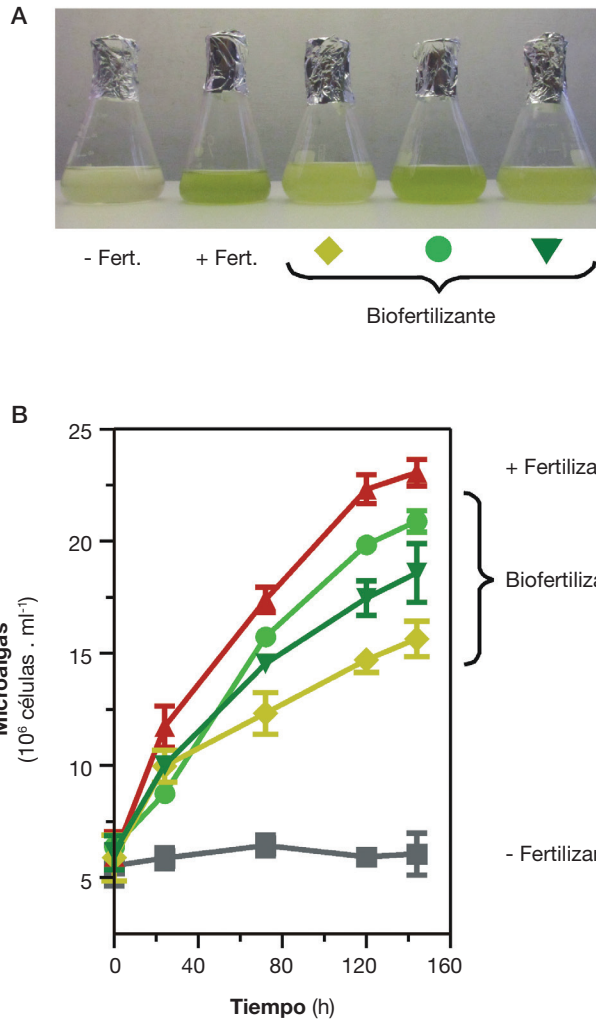 A
- Fert.
+ Fert.
Biofertilizante
B
25
20
15
10
5
0
40
80
120
160
Microalgas
(10⁶ células . ml⁻¹)
Tiempo (h)
+ Fertiliza
Biofertiliza
- Fertilizan